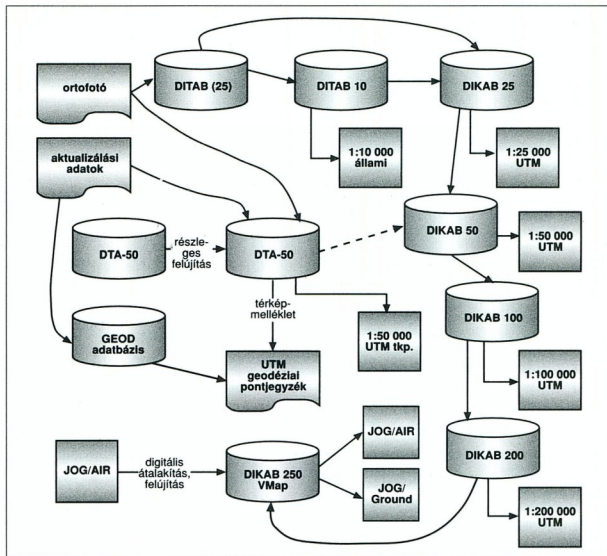 ortofotó
DITAB (25)
DITAB 10
DIKAB 25
aktualizálási
adatok
1:10 000
állami
1:25 000
UTM
DTA-50
részle-
ges
felújítás
DTA-50
DIKAB 50
1:50 000
UTM
térkép-
melléklet
1:50 000
UTM tkp.
DIKAB 100
GEOD
adatbázis
UTM
geodéziai
pontjegyzék
1:100 000
UTM
JOG/AIR
digitális
átalakítás,
felújítás
DIKAB 250
VMap
JOG/AIR
JOG/
Ground
DIKAB 200
1:200 000
UTM